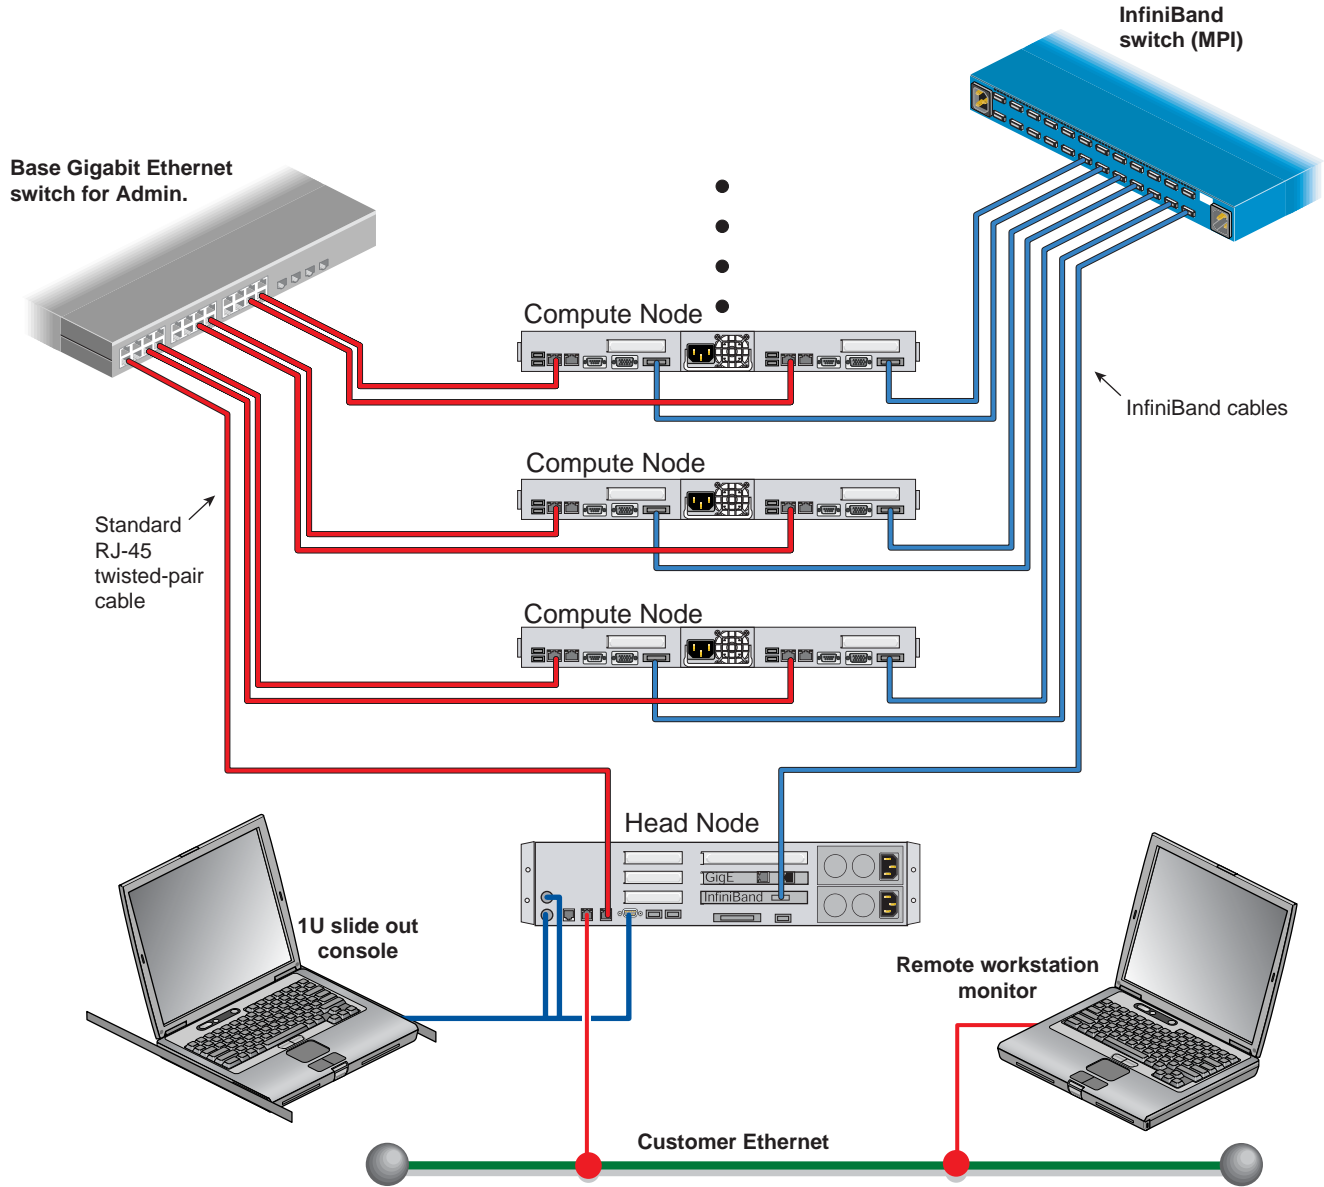 InfiniBand
switch (MPI)
Base Gigabit Ethernet
switch for Admin.
Compute Node
InfiniBand cables
Compute Node
Standard
RJ-45
twisted-pair
cable
Compute Node
Head Node
GigE
InfiniBand
1U slide out
console
Remote workstation
monitor
Customer Ethernet